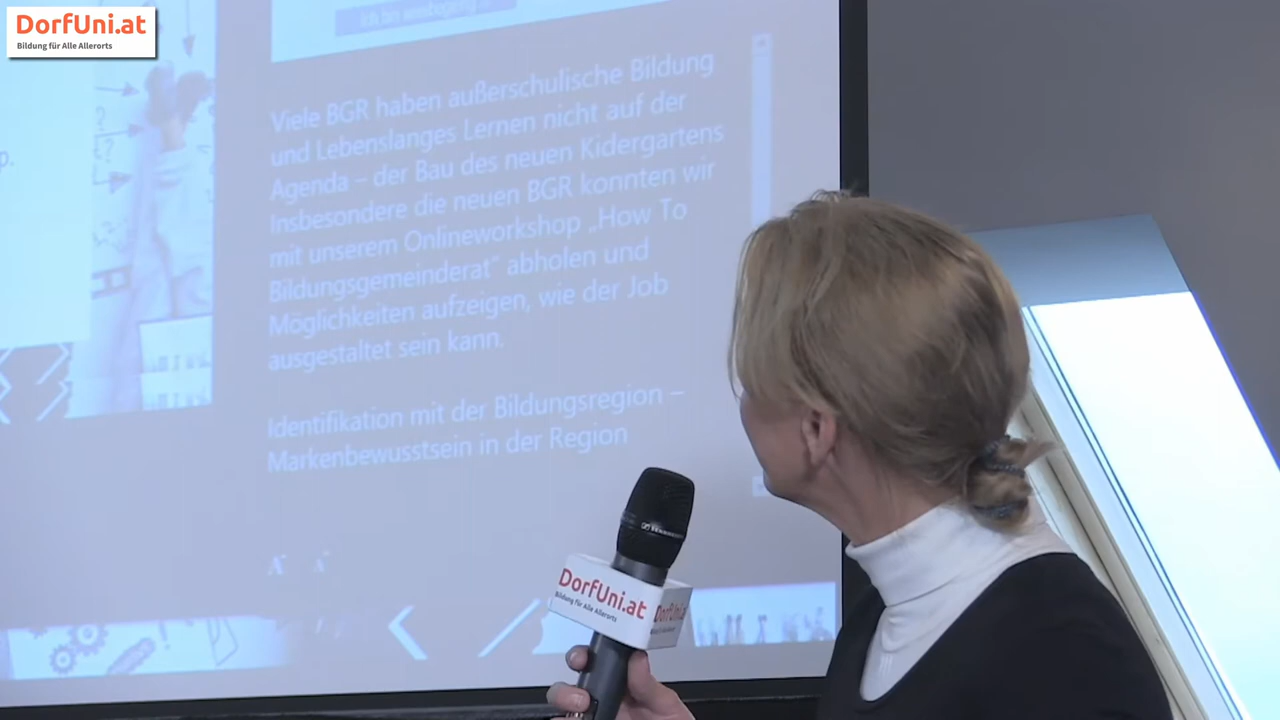 DorfUni.at
Bildung für Alle Allerorts
Viele BGR haben außerschulische Bildung
und Lebenslanges Lernen nicht auf der
Agenda – der Bau des neuen Kidergartens
Insbesondere die neuen BGR konnten wir
mit unserem Onlineworkshop „How To
Bildungsgemeinderat“ abholen und
Möglichkeiten aufzeigen, wie der Job
ausgestaltet sein kann.
Identifikation mit der Bildungsregion –
Markenbewusstsein in der Region
p.
DorfUni.at
Bildung für Alle Allerorts
DorfUni.a